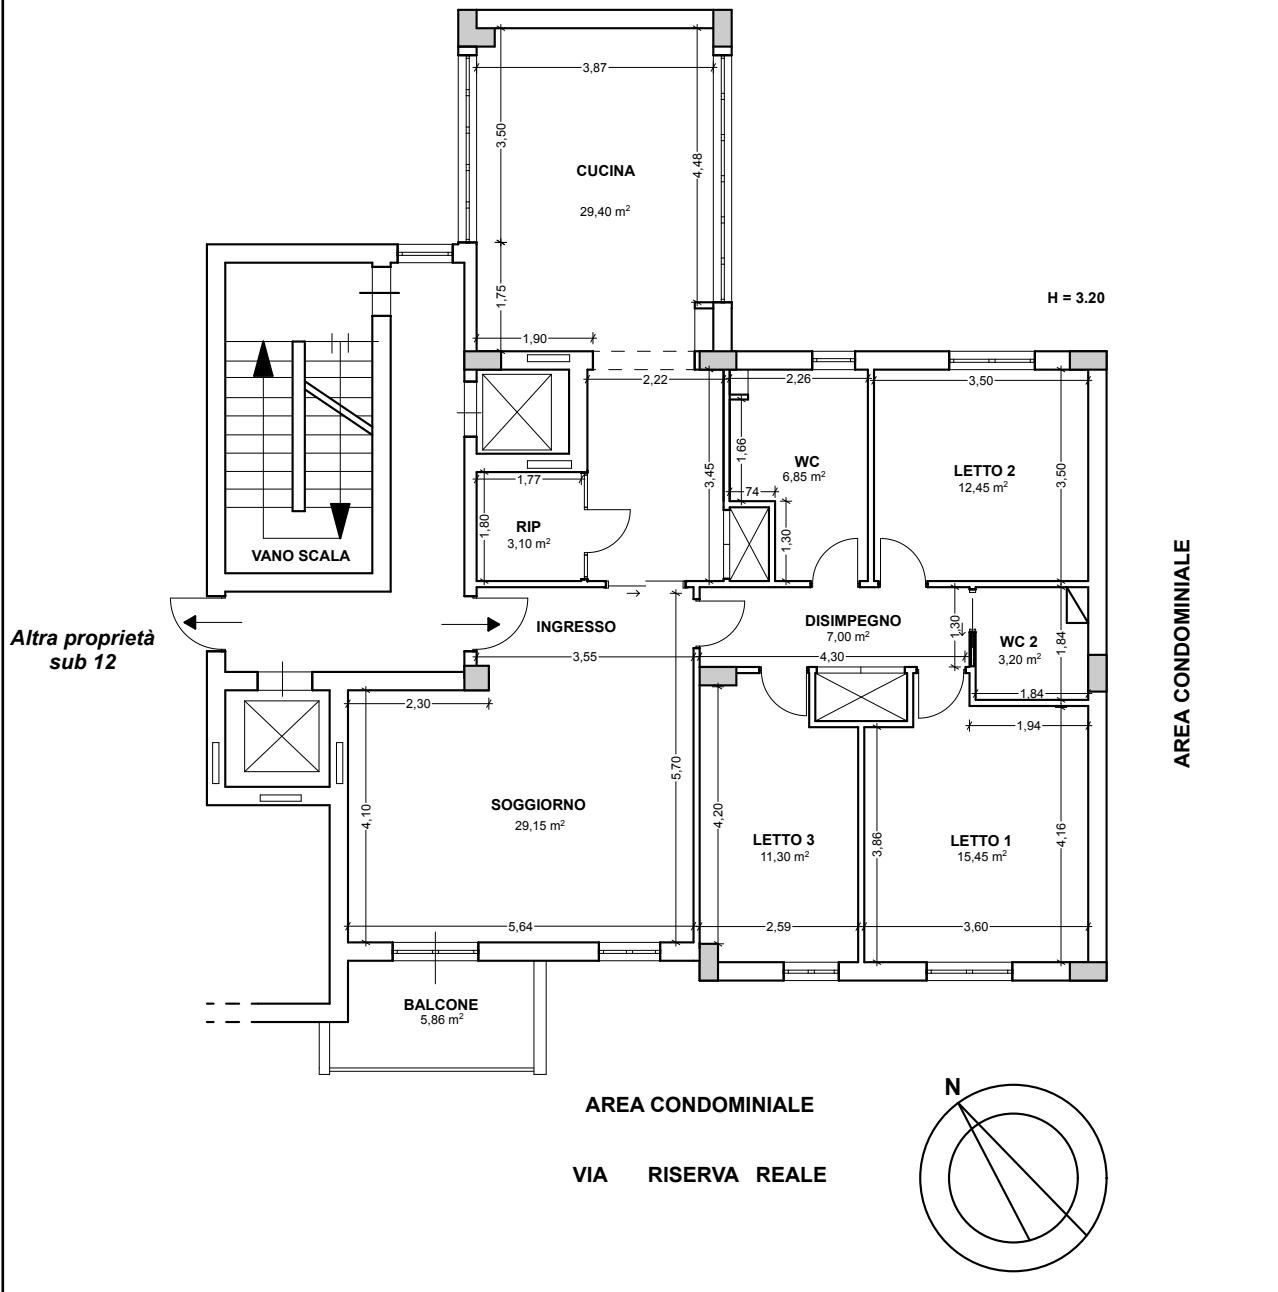 3,87
3,50
4,48
CUCINA
29,40 m²
1,75
H = 3.20
1,90
2,22
2,26
3,50
1,66
3,45
WC
6,85 m²
LETTO 2
12,45 m²
3,50
1,77
74
1,80
RIP
3,10 m²
1,30
VANO SCALA
AREA CONDOMINIALE
Altra proprietà
sub 12
INGRESSO
DISIMPEGNO
7,00 m²
1,30
WC 2
3,20 m²
1,84
3,55
4,30
1,84
2,30
1,94
5,70
SOGGIORNO
29,15 m²
4,10
4,20
LETTO 3
11,30 m²
3,86
LETTO 1
15,45 m²
4,16
5,64
2,59
3,60
BALCONE
5,86 m²
N
AREA CONDOMINIALE
VIA RISERVA REALE